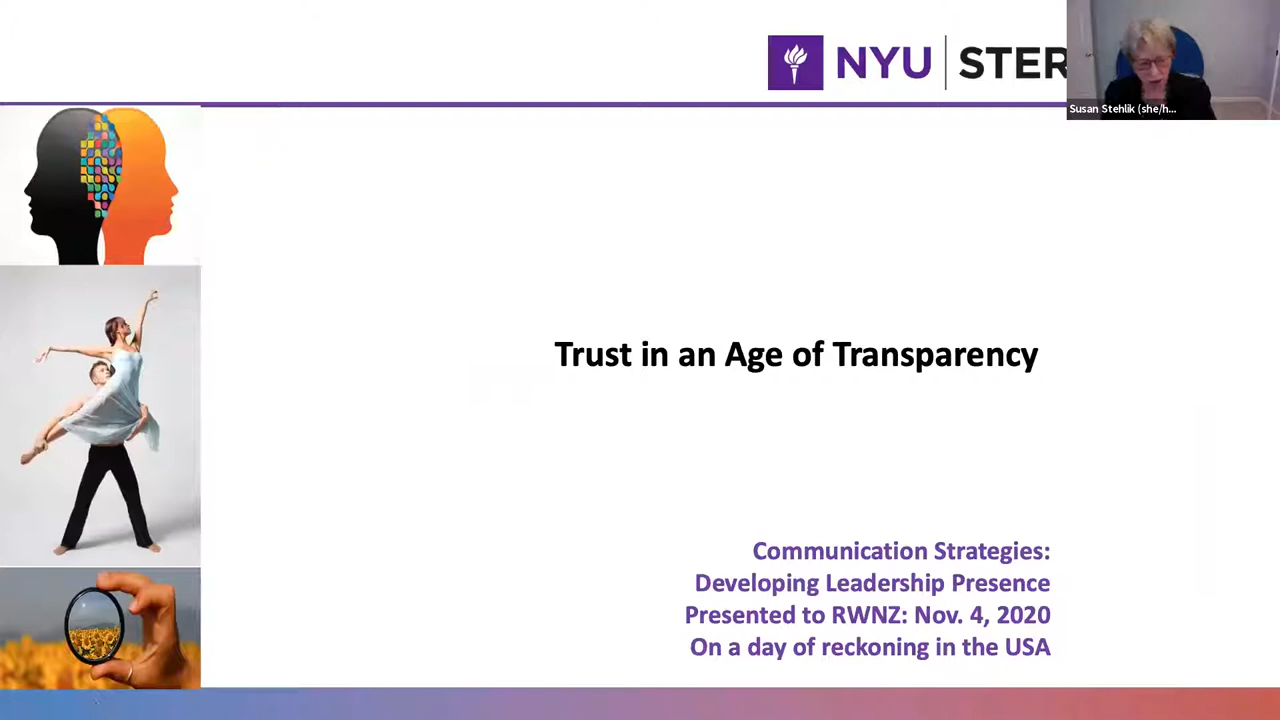 NYU STER
Susan Stehlik (she/h...
Trust in an Age of Transparency
Communication Strategies:
Developing Leadership Presence
Presented to RWNZ: Nov. 4, 2020
On a day of reckoning in the USA